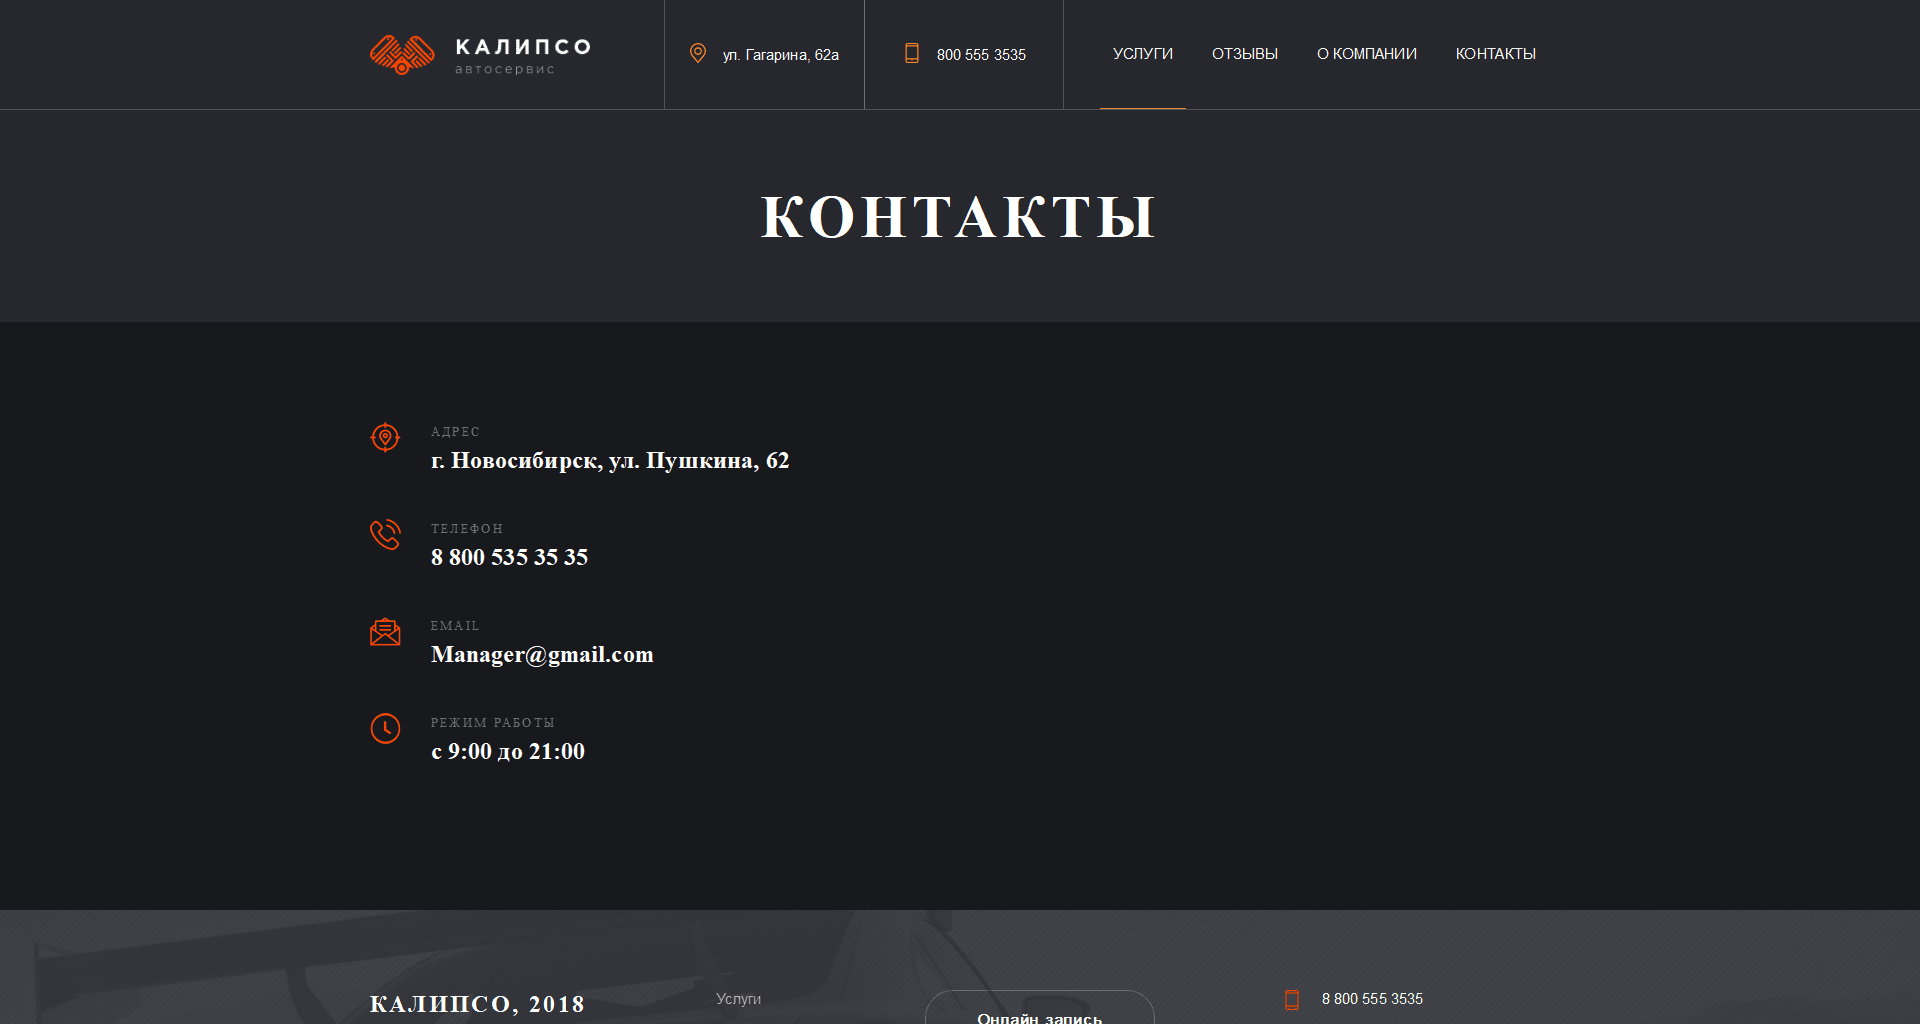 КАЛИПСО
автосервис
ул. Гагарина, 62а
800 555 3535
УСЛУГИ
ОТЗЫВЫ
О КОМПАНИИ
КОНТАКТЫ
КОНТАКТЫ
АДРЕС
г. Новосибирск, ул. Пушкина, 62
ТЕЛЕФОН
8 800 535 35 35
EMAIL
Manager@gmail.com
РЕЖИМ РАБОТЫ
с 9:00 до 21:00
КАЛИПСО, 2018
Услуги
Онлайн запись
8 800 555 3535